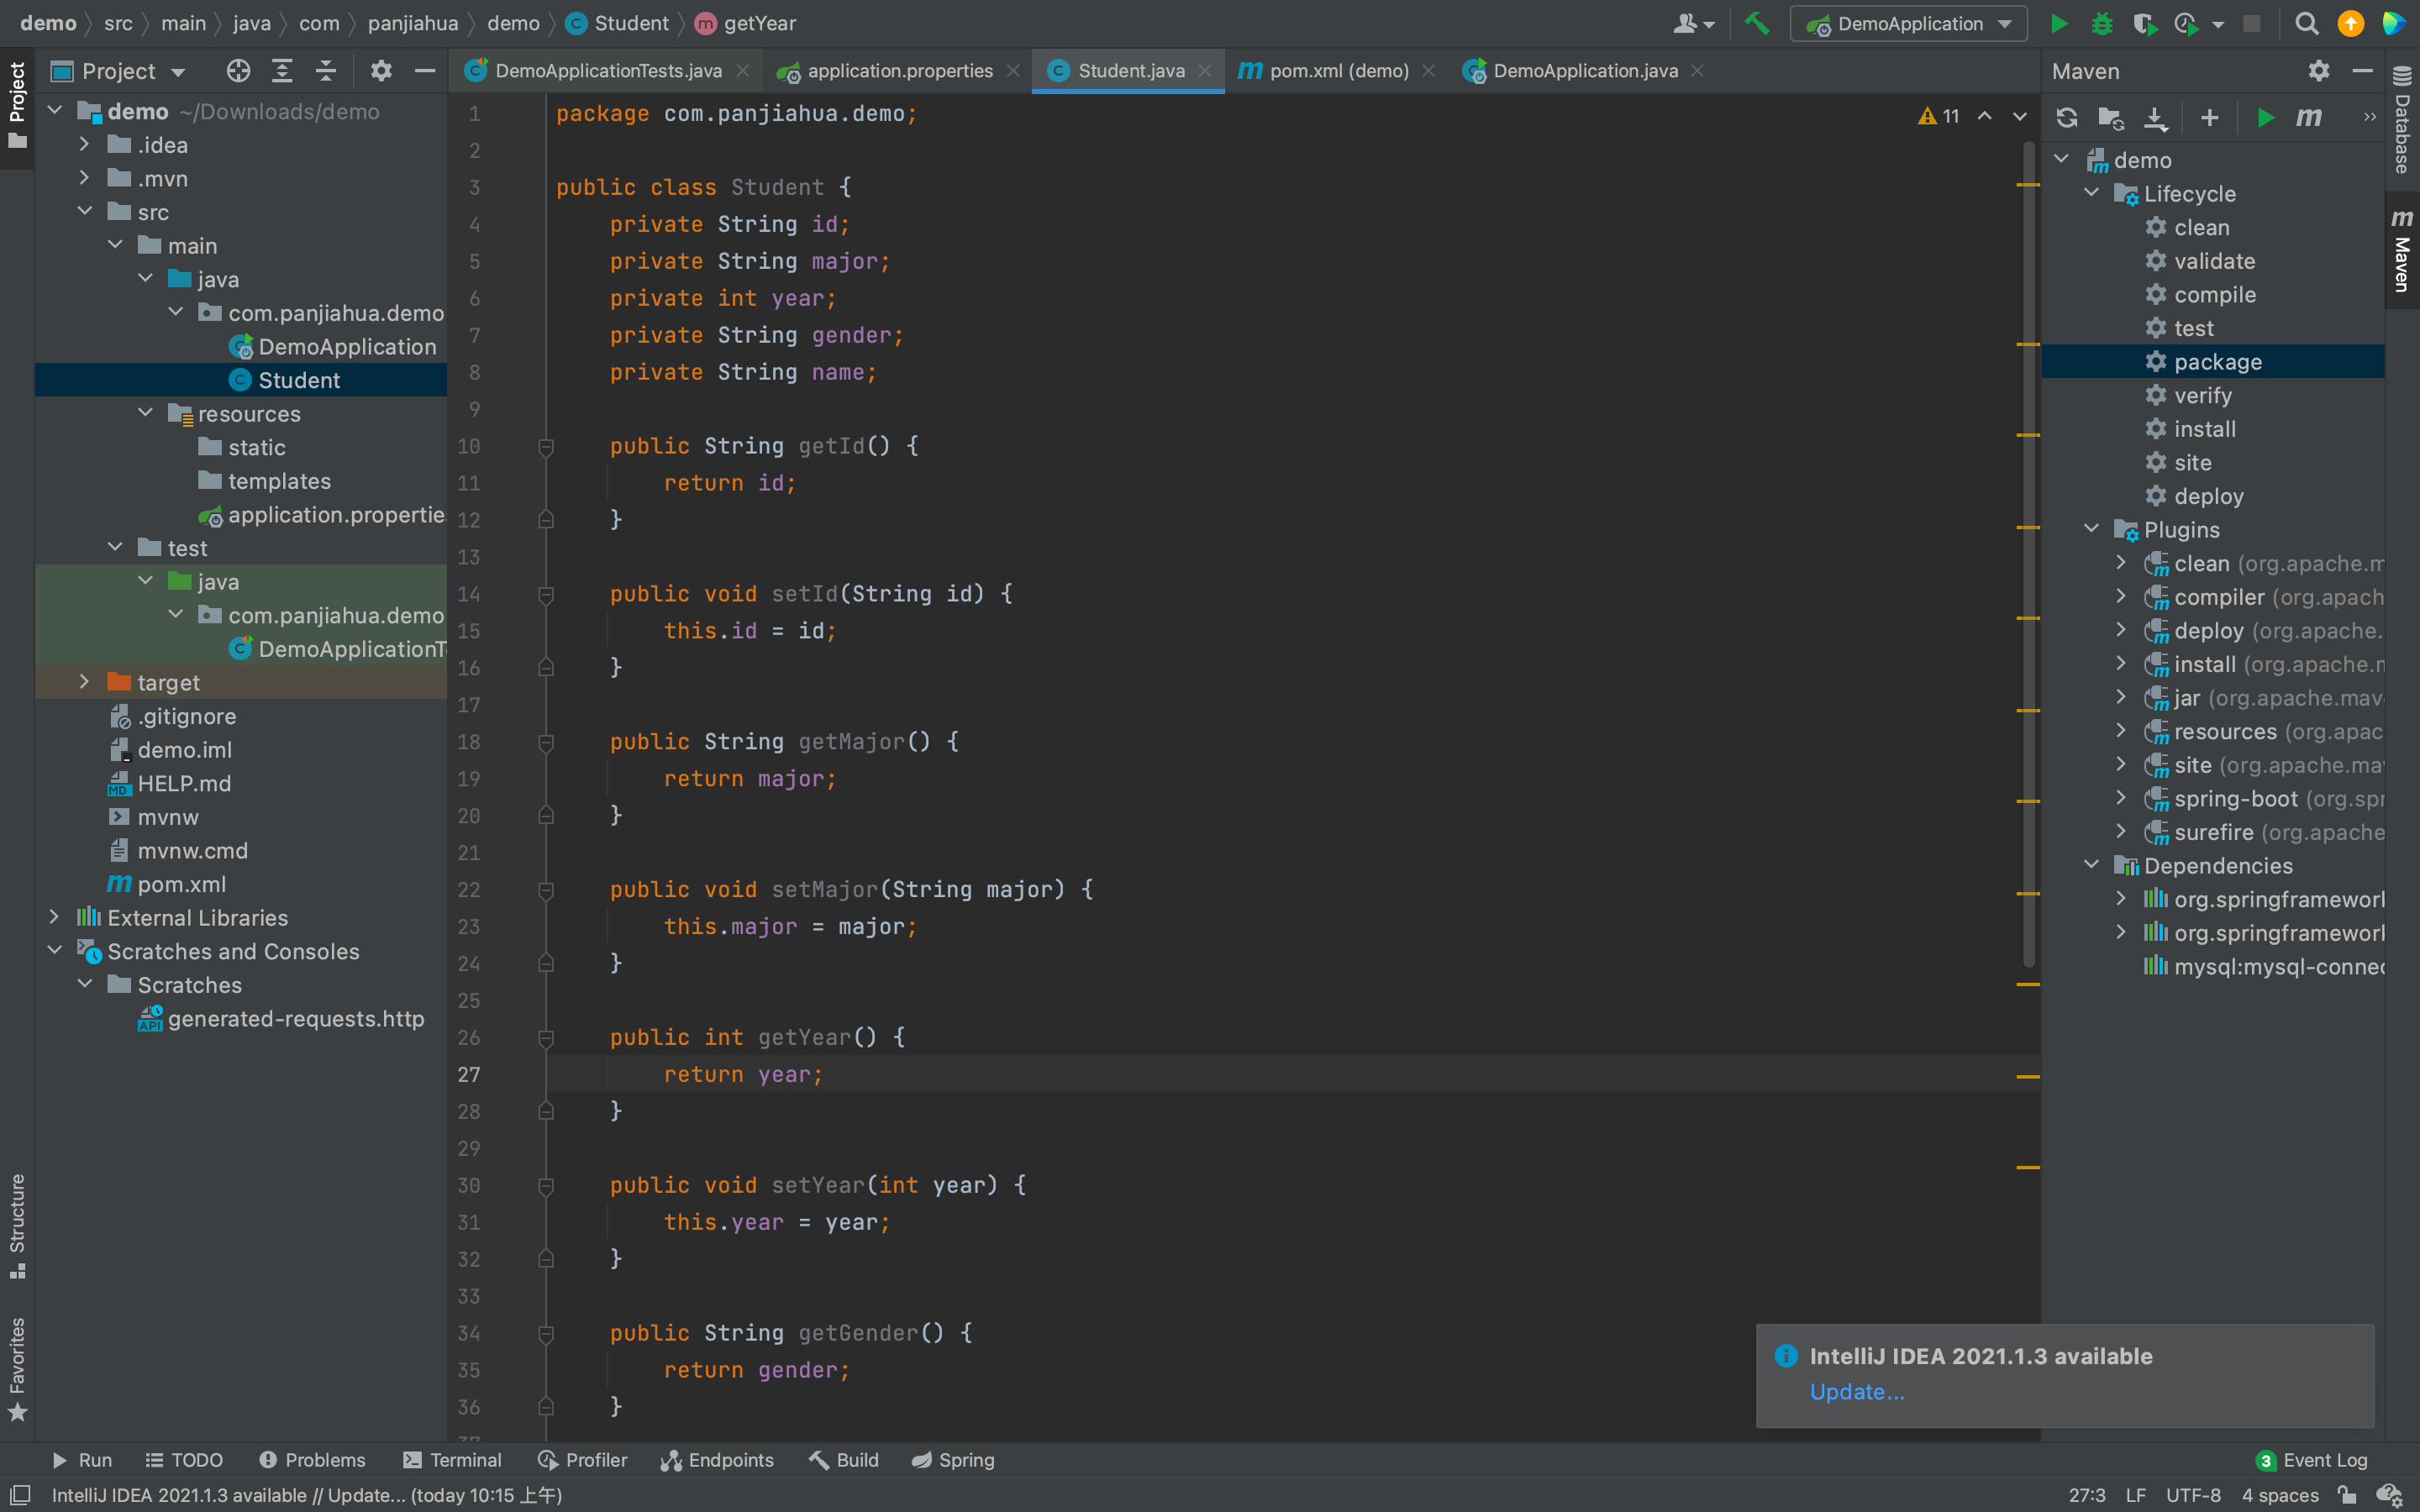 demo src main java com panjiahua demo Student getYear
DemoApplication
Project
DemoApplicationTests.java
application.properties
Student.java
pom.xml (demo)
DemoApplication.java
Maven
Project
demo ~/Downloads/demo
.idea
.mvn
src
main
java
com.panjiahua.demo
DemoApplication
Student
resources
static
templates
application.propertie
test
java
com.panjiahua.demo
DemoApplicationT
target
.gitignore
demo.iml
HELP.md
mvnw
mvnw.cmd
pom.xml
External Libraries
Scratches and Consoles
Scratches
generated-requests.http
Structure
Favorites
11
1 package com.panjiahua.demo;
2
3 public class Student {
4 private String id;
5 private String major;
6 private int year;
7 private String gender;
8 private String name;
9
10 public String getId() {
11 return id;
12 }
13
14 public void setId(String id) {
15 this.id = id;
16 }
17
18 public String getMajor() {
19 return major;
20 }
21
22 public void setMajor(String major) {
23 this.major = major;
24 }
25
26 public int getYear() {
27 return year;
28 }
29
30 public void setYear(int year) {
31 this.year = year;
32 }
33
34 public String getGender() {
35 return gender;
36 }
demo
Lifecycle
clean
validate
compile
test
package
verify
install
site
deploy
Plugins
clean (org.apache.m
compiler (org.apach
deploy (org.apache.
install (org.apache.m
jar (org.apache.mav
resources (org.apac
site (org.apache.mav
spring-boot (org.spr
surefire (org.apache
Dependencies
org.springframework
org.springframework
mysql:mysql-connec
Database
Maven
IntelliJ IDEA 2021.1.3 available
Update...
Run TODO Problems Terminal Profiler Endpoints Build Spring
3 Event Log
IntelliJ IDEA 2021.1.3 available // Update... (today 10:15 上午)
27:3 LF UTF-8 4 spaces